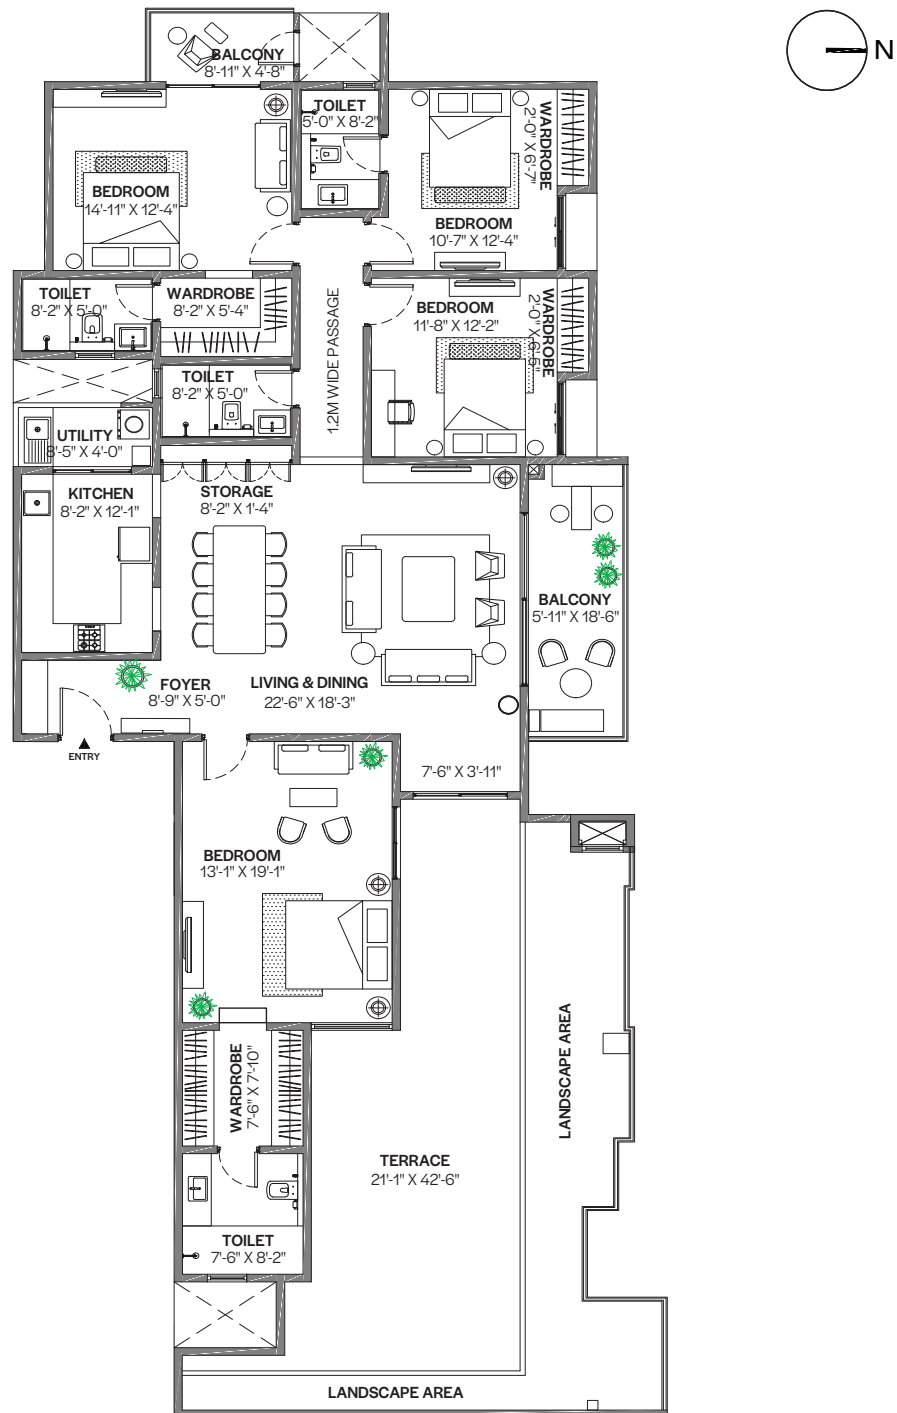 N
BALCONY
8'-11" X 4'-8"
TOILET
5'-0" X 8'-2"
WARDROBE
2'-0" X 6'-7"
BEDROOM
14'-11" X 12'-4"
BEDROOM
10'-7" X 12'-4"
TOILET
8'-2" X 5'-0"
WARDROBE
8'-2" X 5'-4"
1.2M WIDE PASSAGE
BEDROOM
11'-8" X 12'-2"
WARDROBE
2'-0" X 6'-5"
TOILET
8'-2" X 5'-0"
UTILITY
8'-5" X 4'-0"
KITCHEN
8'-2" X 12'-1"
STORAGE
8'-2" X 1'-4"
BALCONY
5'-11" X 18'-6"
FOYER
8'-9" X 5'-0"
LIVING & DINING
22'-6" X 18'-3"
ENTRY
7'-6" X 3'-11"
BEDROOM
13'-1" X 19'-1"
WARDROBE
7'-6" X 7'-10"
LANDSCAPE AREA
TERRACE
21'-1" X 42'-6"
TOILET
7'-6" X 8'-2"
LANDSCAPE AREA